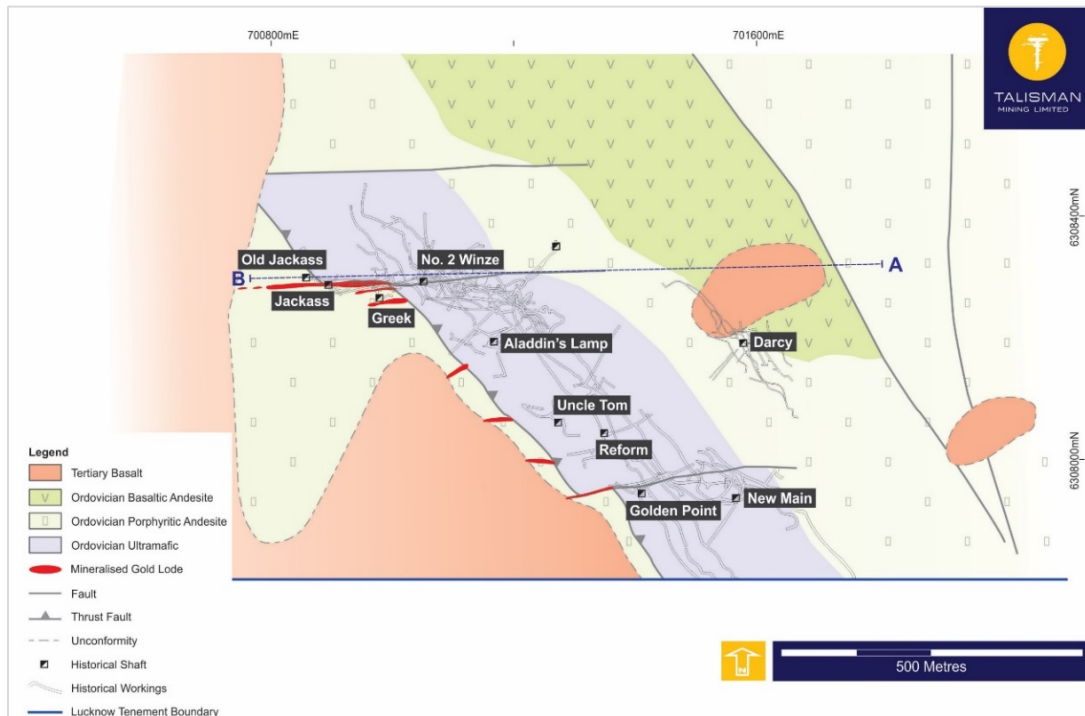 700800mE
701600mE
TALISMAN
MINING LIMITED
6308400mN
Old Jackass
No. 2 Winze
B
A
Jackass
Greek
Aladdin's Lamp
Darcy
Uncle Tom
Reform
6308000mN
Golden Point
New Main
Legend
Tertiary Basalt
V
Ordovician Basaltic Andesite
Ordovician Porphyritic Andesite
Ordovician Ultramafic
Mineralised Gold Lode
Fault
Thrust Fault
Unconformity
Historical Shaft
Historical Workings
Lucknow Tenement Boundary
N
500 Metres